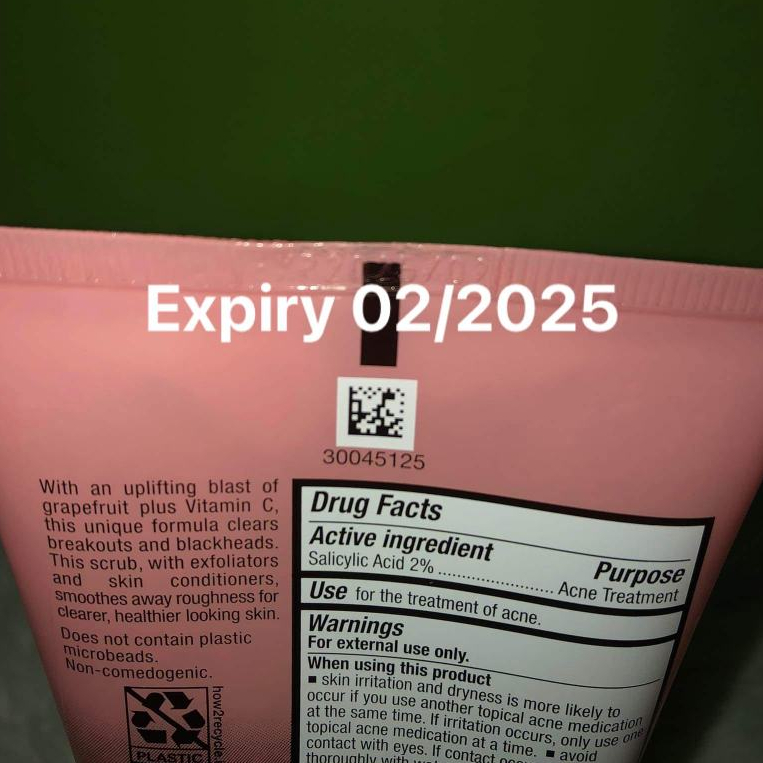 Expiry 02/2025
30045125
With an uplifting blast of
grapefruit plus Vitamin C,
this unique formula clears
breakouts and blackheads.
This scrub, with exfoliators
and skin conditioners,
smoothes away roughness for
clearer, healthier looking skin.
Does not contain plastic
microbeads.
Non-comedogenic.
how2recycle
PLASTIC
Drug Facts
Active ingredient Purpose
Salicylic Acid 2% ........................ Acne Treatment
Use for the treatment of acne.
Warnings
For external use only.
When using this product
▪ skin irritation and dryness is more likely to
occur if you use another topical acne medication
at the same time. If irritation occurs, only use one
topical acne medication at a time. ▪ avoid
contact with eyes. If contact
thoroughly with